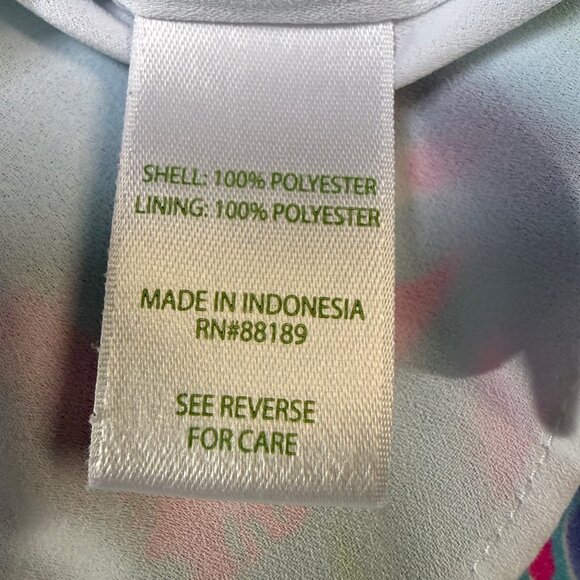 SHELL: 100% POLYESTER
LINING: 100% POLYESTER
MADE IN INDONESIA
RN#88189
SEE REVERSE
FOR CARE